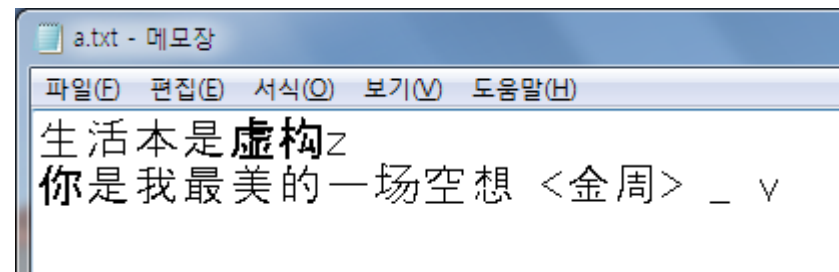 a.txt - 메모장
파일(F) 편집(E) 서식(O) 보기(V) 도움말(H)
生活本是虚构z
你是我最美的一场空想 <金周> _ v